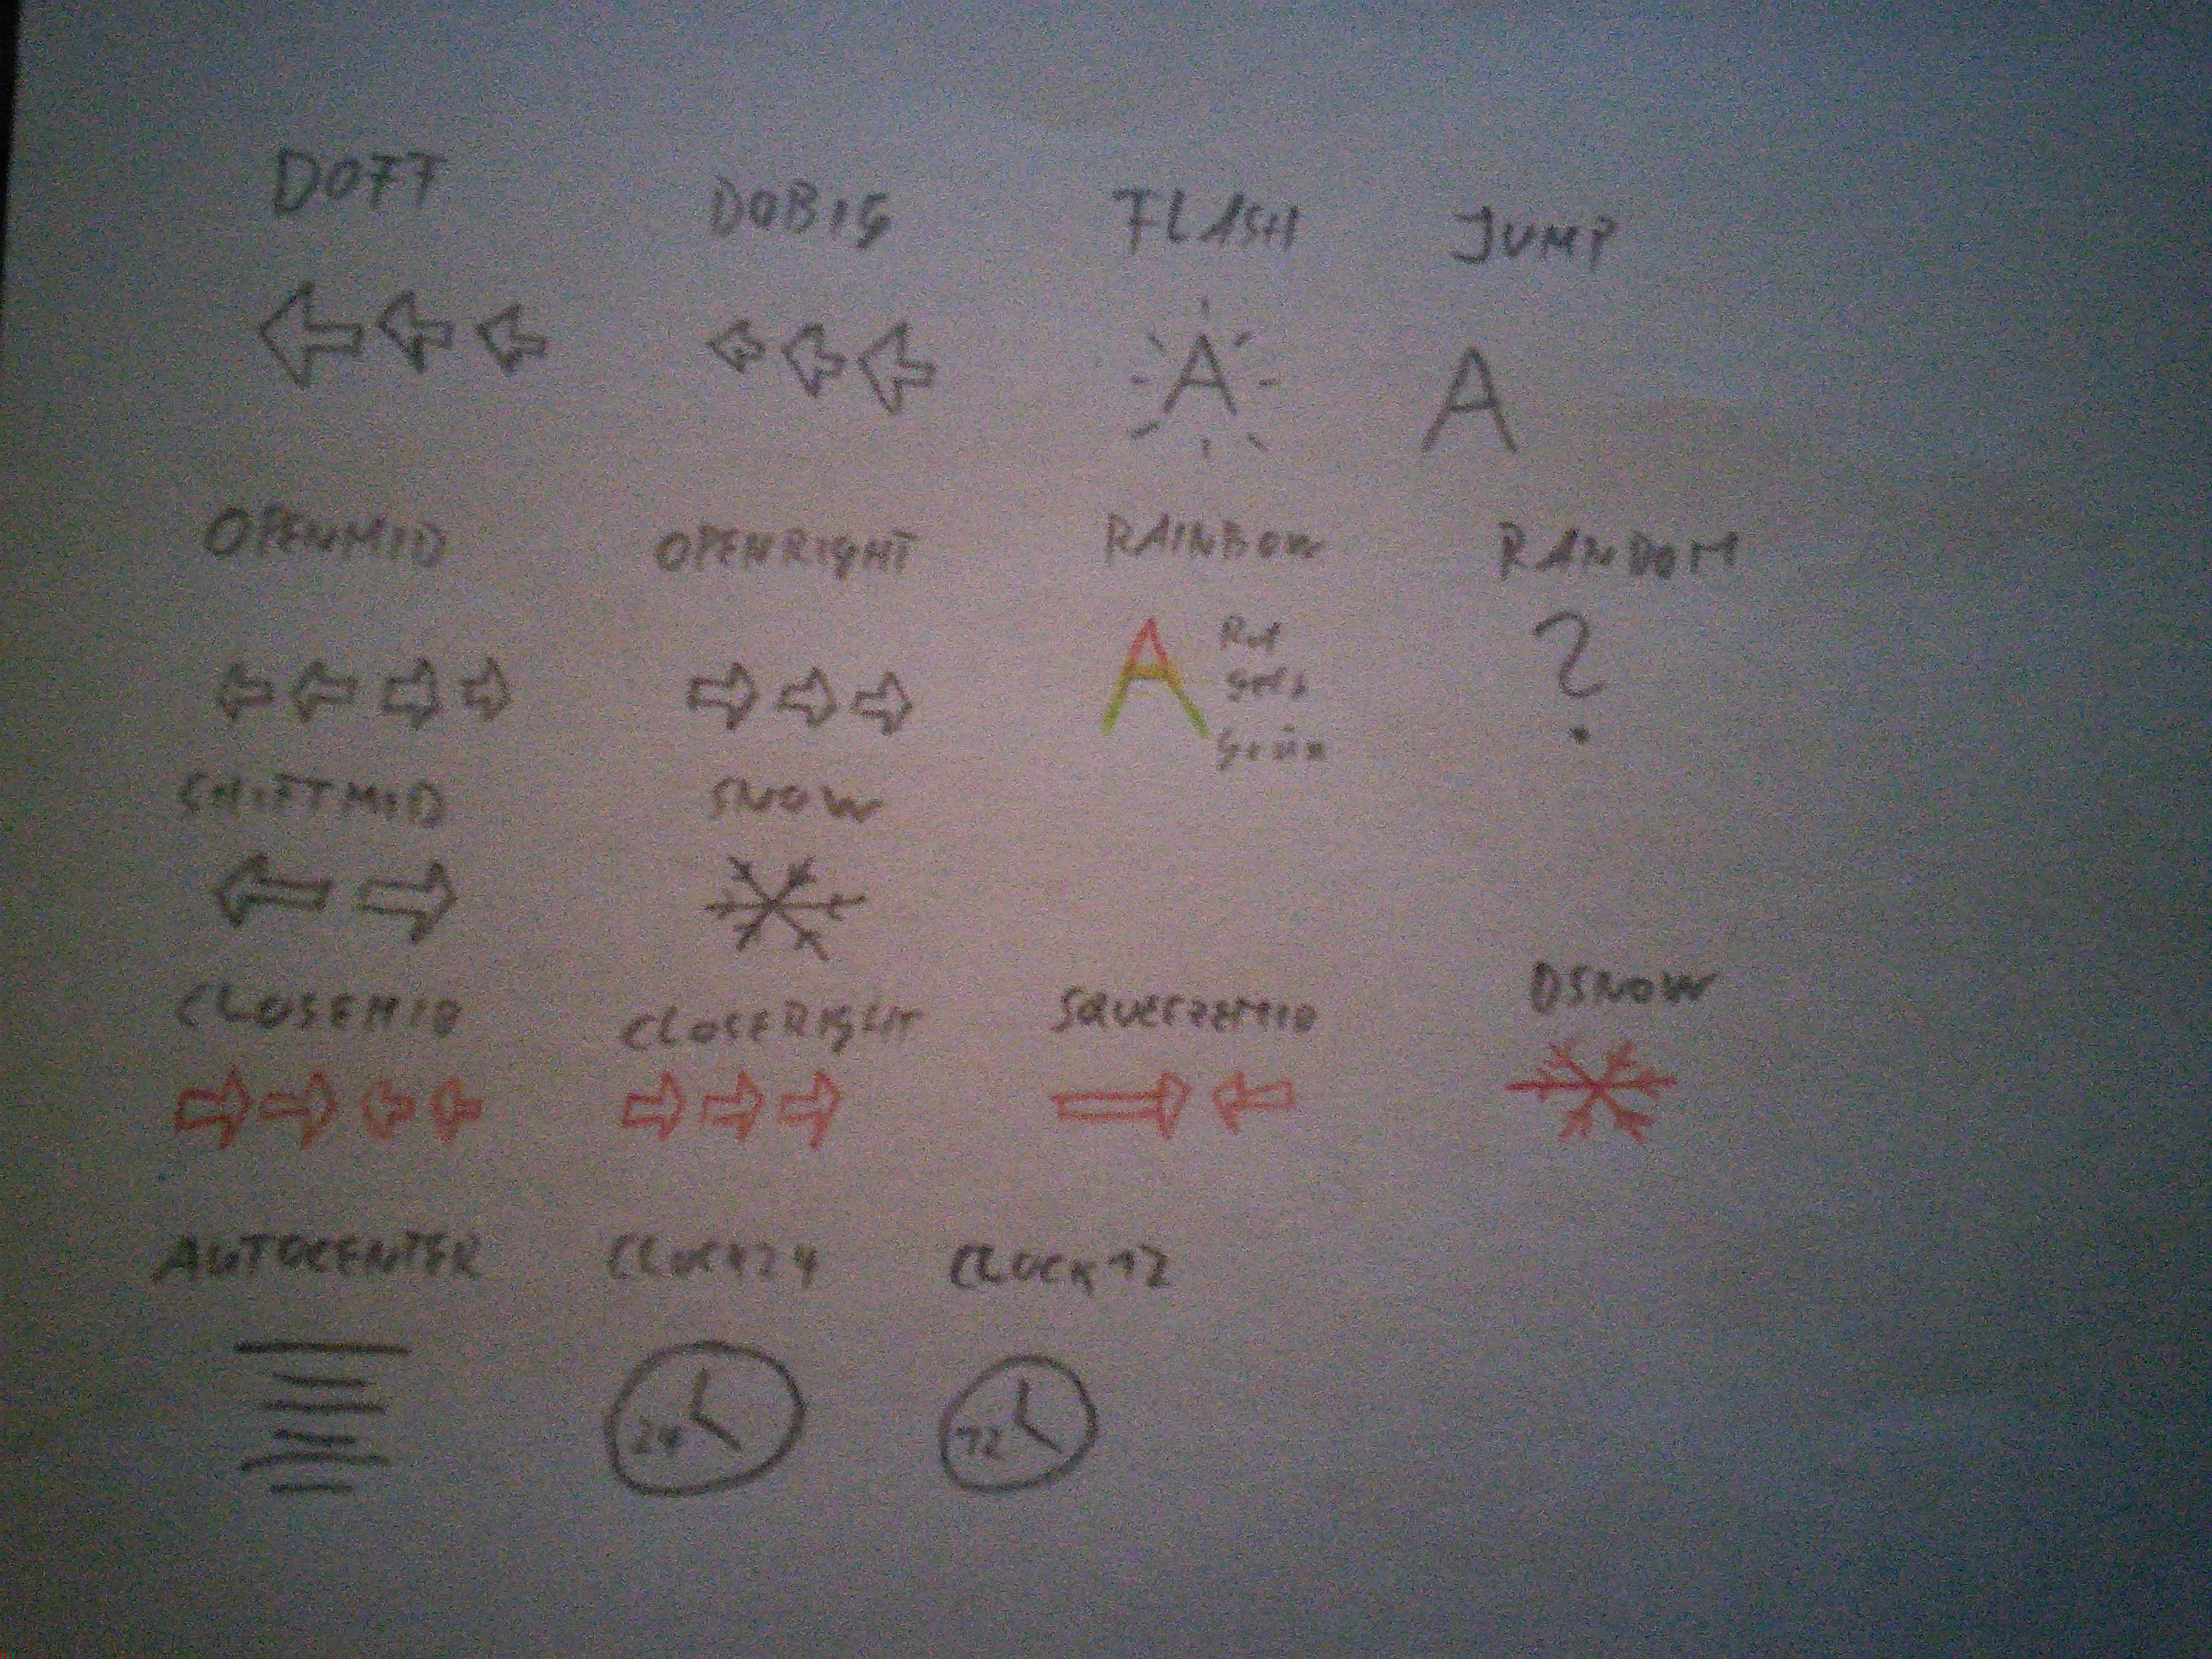 DOFF DOBIG FLASH JUMP
A A
OPENMID OPENRIGHT RAINBOW RANDOM
A Rot ?
Gelb
Grün
SHIFTMID SNOW
CLOSEMID CLOSERIGHT SQUEEZEMID DSNOW
AUTOCENTER CLOCK24 CLOCK12
24 12